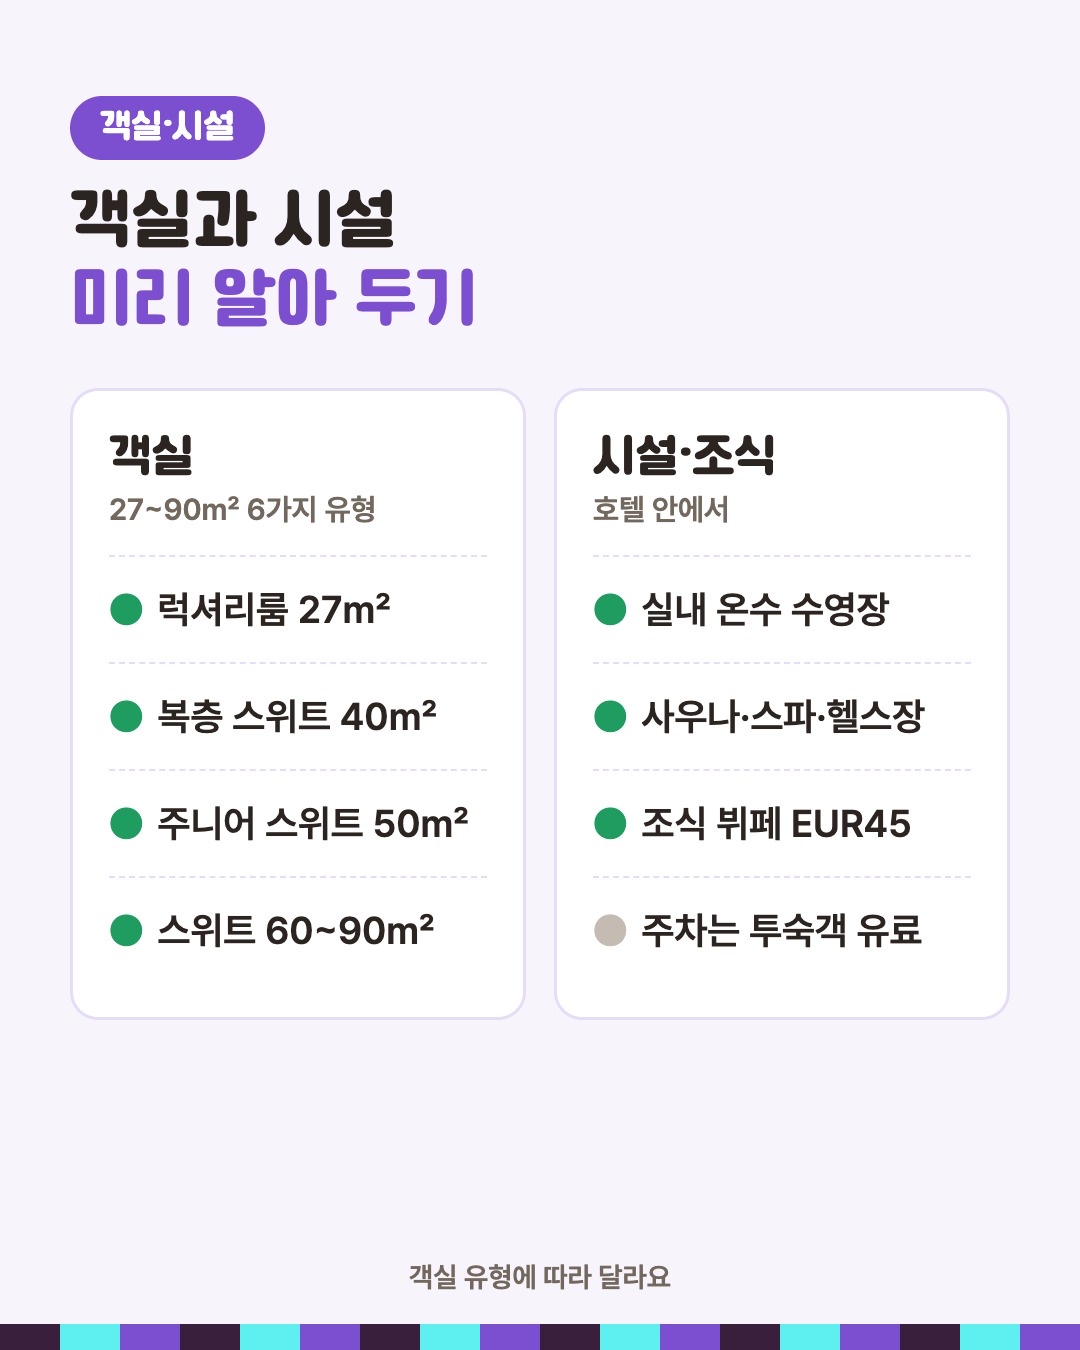 객실·시설
객실과 시설
미리 알아 두기
객실
27~90m² 6가지 유형
럭셔리룸 27m²
복층 스위트 40m²
주니어 스위트 50m²
스위트 60~90m²
시설·조식
호텔 안에서
실내 온수 수영장
사우나·스파·헬스장
조식 뷔페 EUR45
주차는 투숙객 유료
객실 유형에 따라 달라요